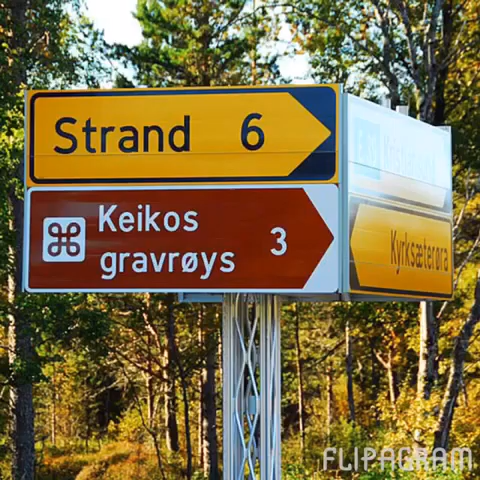 Strand 6
Keikos
gravrøys 3
Kyrksæterøra
FLIPAGRAM